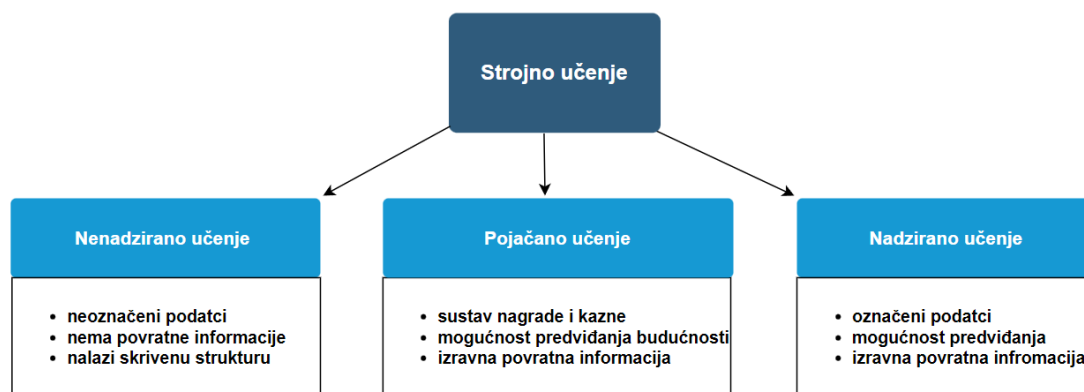 Strojno učenje
Nenadzirano učenje
neoznačeni podatci
nema povratne informacije
nalazi skrivenu strukturu
Pojačano učenje
sustav nagrade i kazne
mogućnost predviđanja budućnosti
izravna povratna informacija
Nadzirano učenje
označeni podatci
mogućnost predviđanja
izravna povratna infromacija